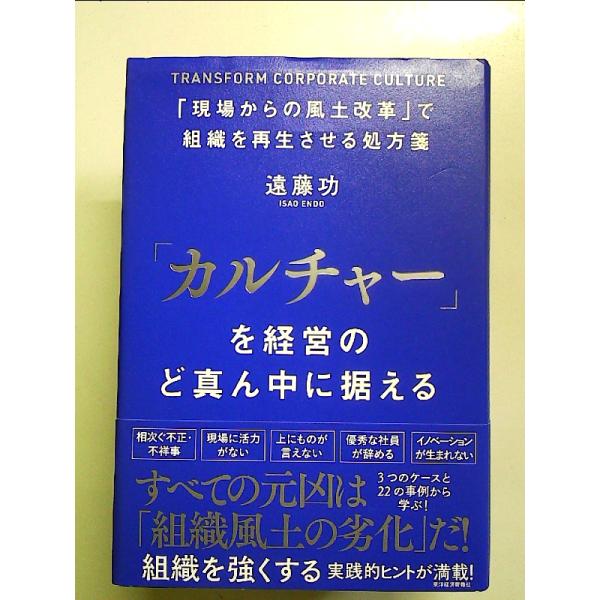 TRANSFORM CORPORATE CULTURE
「現場からの風土改革」で
組織を再生させる処方箋
遠藤功
ISAO ENDO
「カルチャー」
を経営の
ど真ん中に据える
相次ぐ不正・
不祥事
現場に活力
がない
上にものが
言えない
優秀な社員
が辞める
イノベーション
が生まれない
すべての元凶は
3つのケースと
22の事例から
学ぶ!
「組織風土の劣化」だ!
組織を強くする 実践的ヒントが満載!
東洋経済新報社